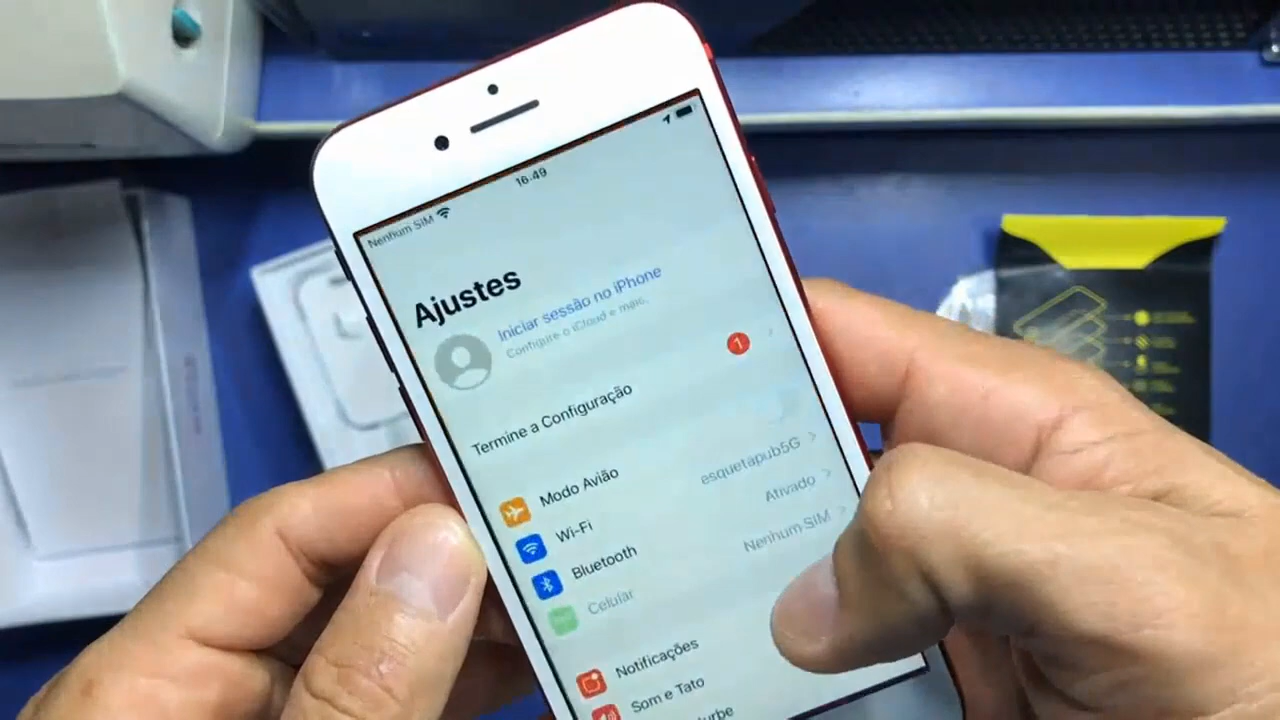 16:49
Nenhum SIM
Ajustes
Iniciar sessão no iPhone
Configure o iCloud e mais.
1
Termine a Configuração
Modo Avião
Wi-Fi
esquetapub5G
Bluetooth
Ativado
Celular
Nenhum SIM
Notificações
Som e Tato